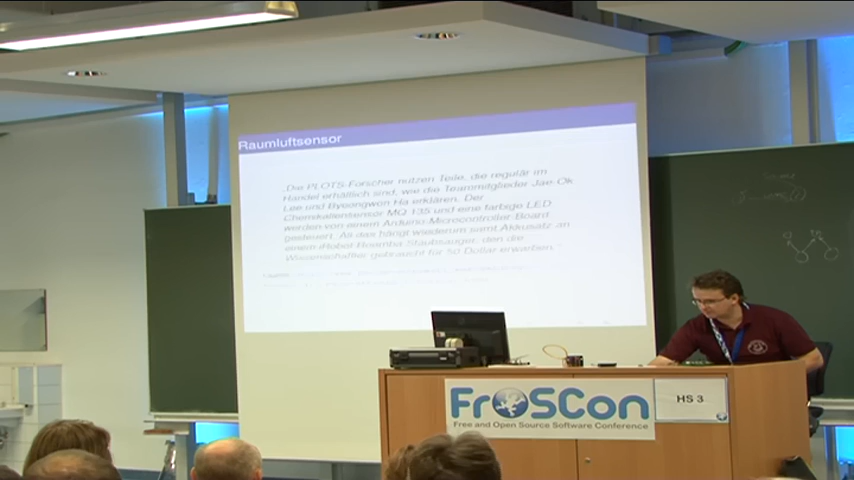 Raumluftsensor
„Die PLOTS-Forscher nutzen Teile, die regulär im
Handel erhältlich sind, wie die Teammitglieder Jae Ok
Lee und Byeongwon Ha erklären. Der
Chemikaliensensor MQ 135 und eine farbige LED
werden von einem Arduino-Microcontroller-Board
gesteuert. All das hängt wiederum samt Akkusatz an
einem iRobot-Roomba Staubsauger, den die
Wissenschaftler gebraucht für 50 Dollar erwarben.“
FrOSCon
Free and Open Source Software Conference
HS 3